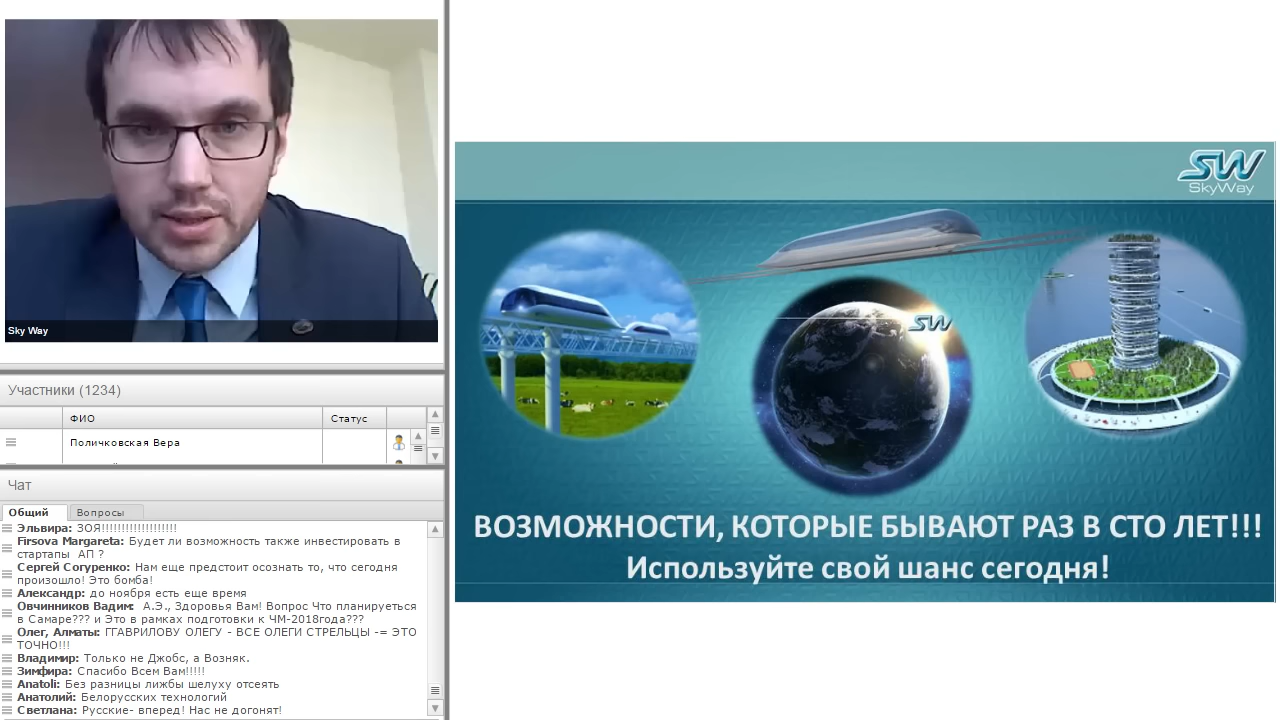 Sky Way
Участники (1234)
ФИО
Статус
Поличковская Вера
Чат
Общий
Вопросы
Эльвира: ЗОЯ!!!!!!!!!!!!!!!!!!!!
Firsova Margareta: Будет ли возможность также инвестировать в
стартапы АП ?
Сергей Согуренко: Нам еще предстоит осознать то, что сегодня
произошло! Это бомба!
Александр: до ноября есть еще время
Овчинников Вадим: А.Э., Здоровья Вам! Вопрос Что планируеться
в Самаре??? и Это в рамках подготовки к ЧМ-2018года???
Олег, Алматы: ГГАВРИЛОВУ ОЛЕГУ - ВСЕ ОЛЕГИ СТРЕЛЬЦЫ -= ЭТО
ТОЧНО!!!
Владимир: Только не Джобс, а Возняк.
Зимфира: Спасибо Всем Вам!!!!!
Anatoli: Без разницы лижбы шелуху отсеять
Анатолий: Белорусских технологий
Светлана: Русские- вперед! Нас не догонят!
SW
SkyWay
SW
ВОЗМОЖНОСТИ, КОТОРЫЕ БЫВАЮТ РАЗ В СТО ЛЕТ!!!
Используйте свой шанс сегодня!